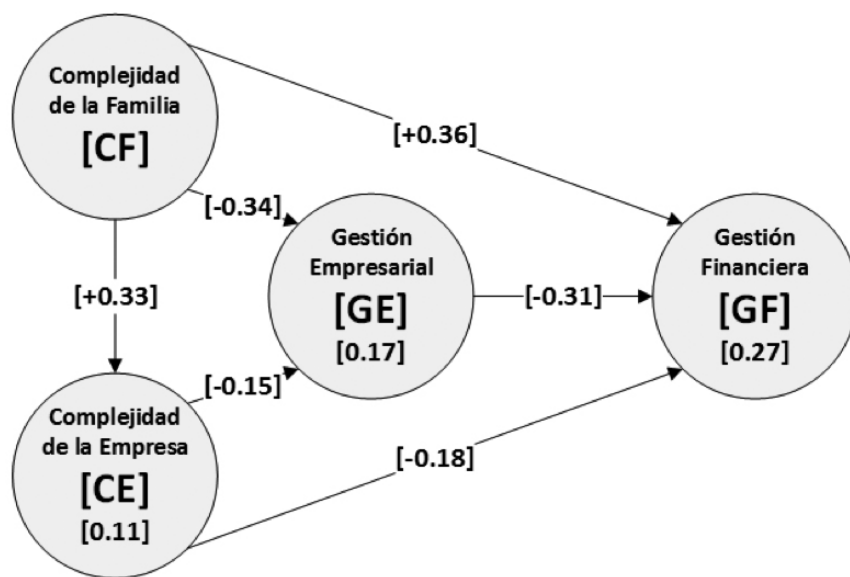 Complejidad
de la Familia
[CF]
[+0.36]
[-0.34]
[+0.33]
Gestión
Empresarial
[GE]
[0.17]
[-0.31]
Gestión
Financiera
[GF]
[0.27]
[-0.15]
Complejidad
de la Empresa
[CE]
[0.11]
[-0.18]